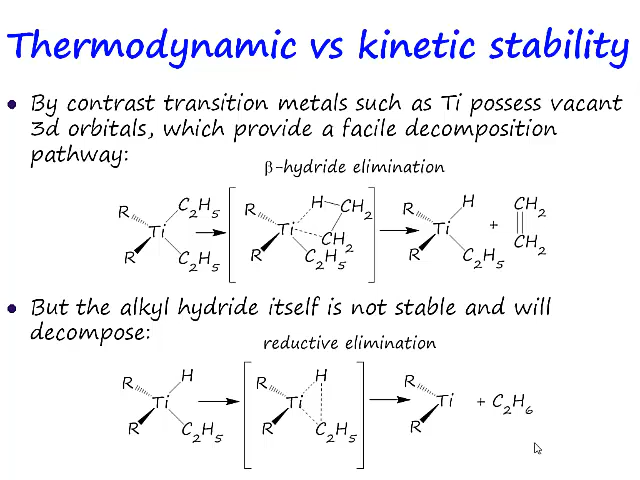 Thermodynamic vs kinetic stability
• By contrast transition metals such as Ti possess vacant
3d orbitals, which provide a facile decomposition
pathway:
β-hydride elimination
R R Ti C₂H₅ C₂H₅
R R Ti H CH₂ CH₂ C₂H₅
R R Ti H C₂H₅ + CH₂ CH₂
• But the alkyl hydride itself is not stable and will
decompose:
reductive elimination
R R Ti H C₂H₅
R R Ti H C₂H₅
R R Ti + C₂H₆